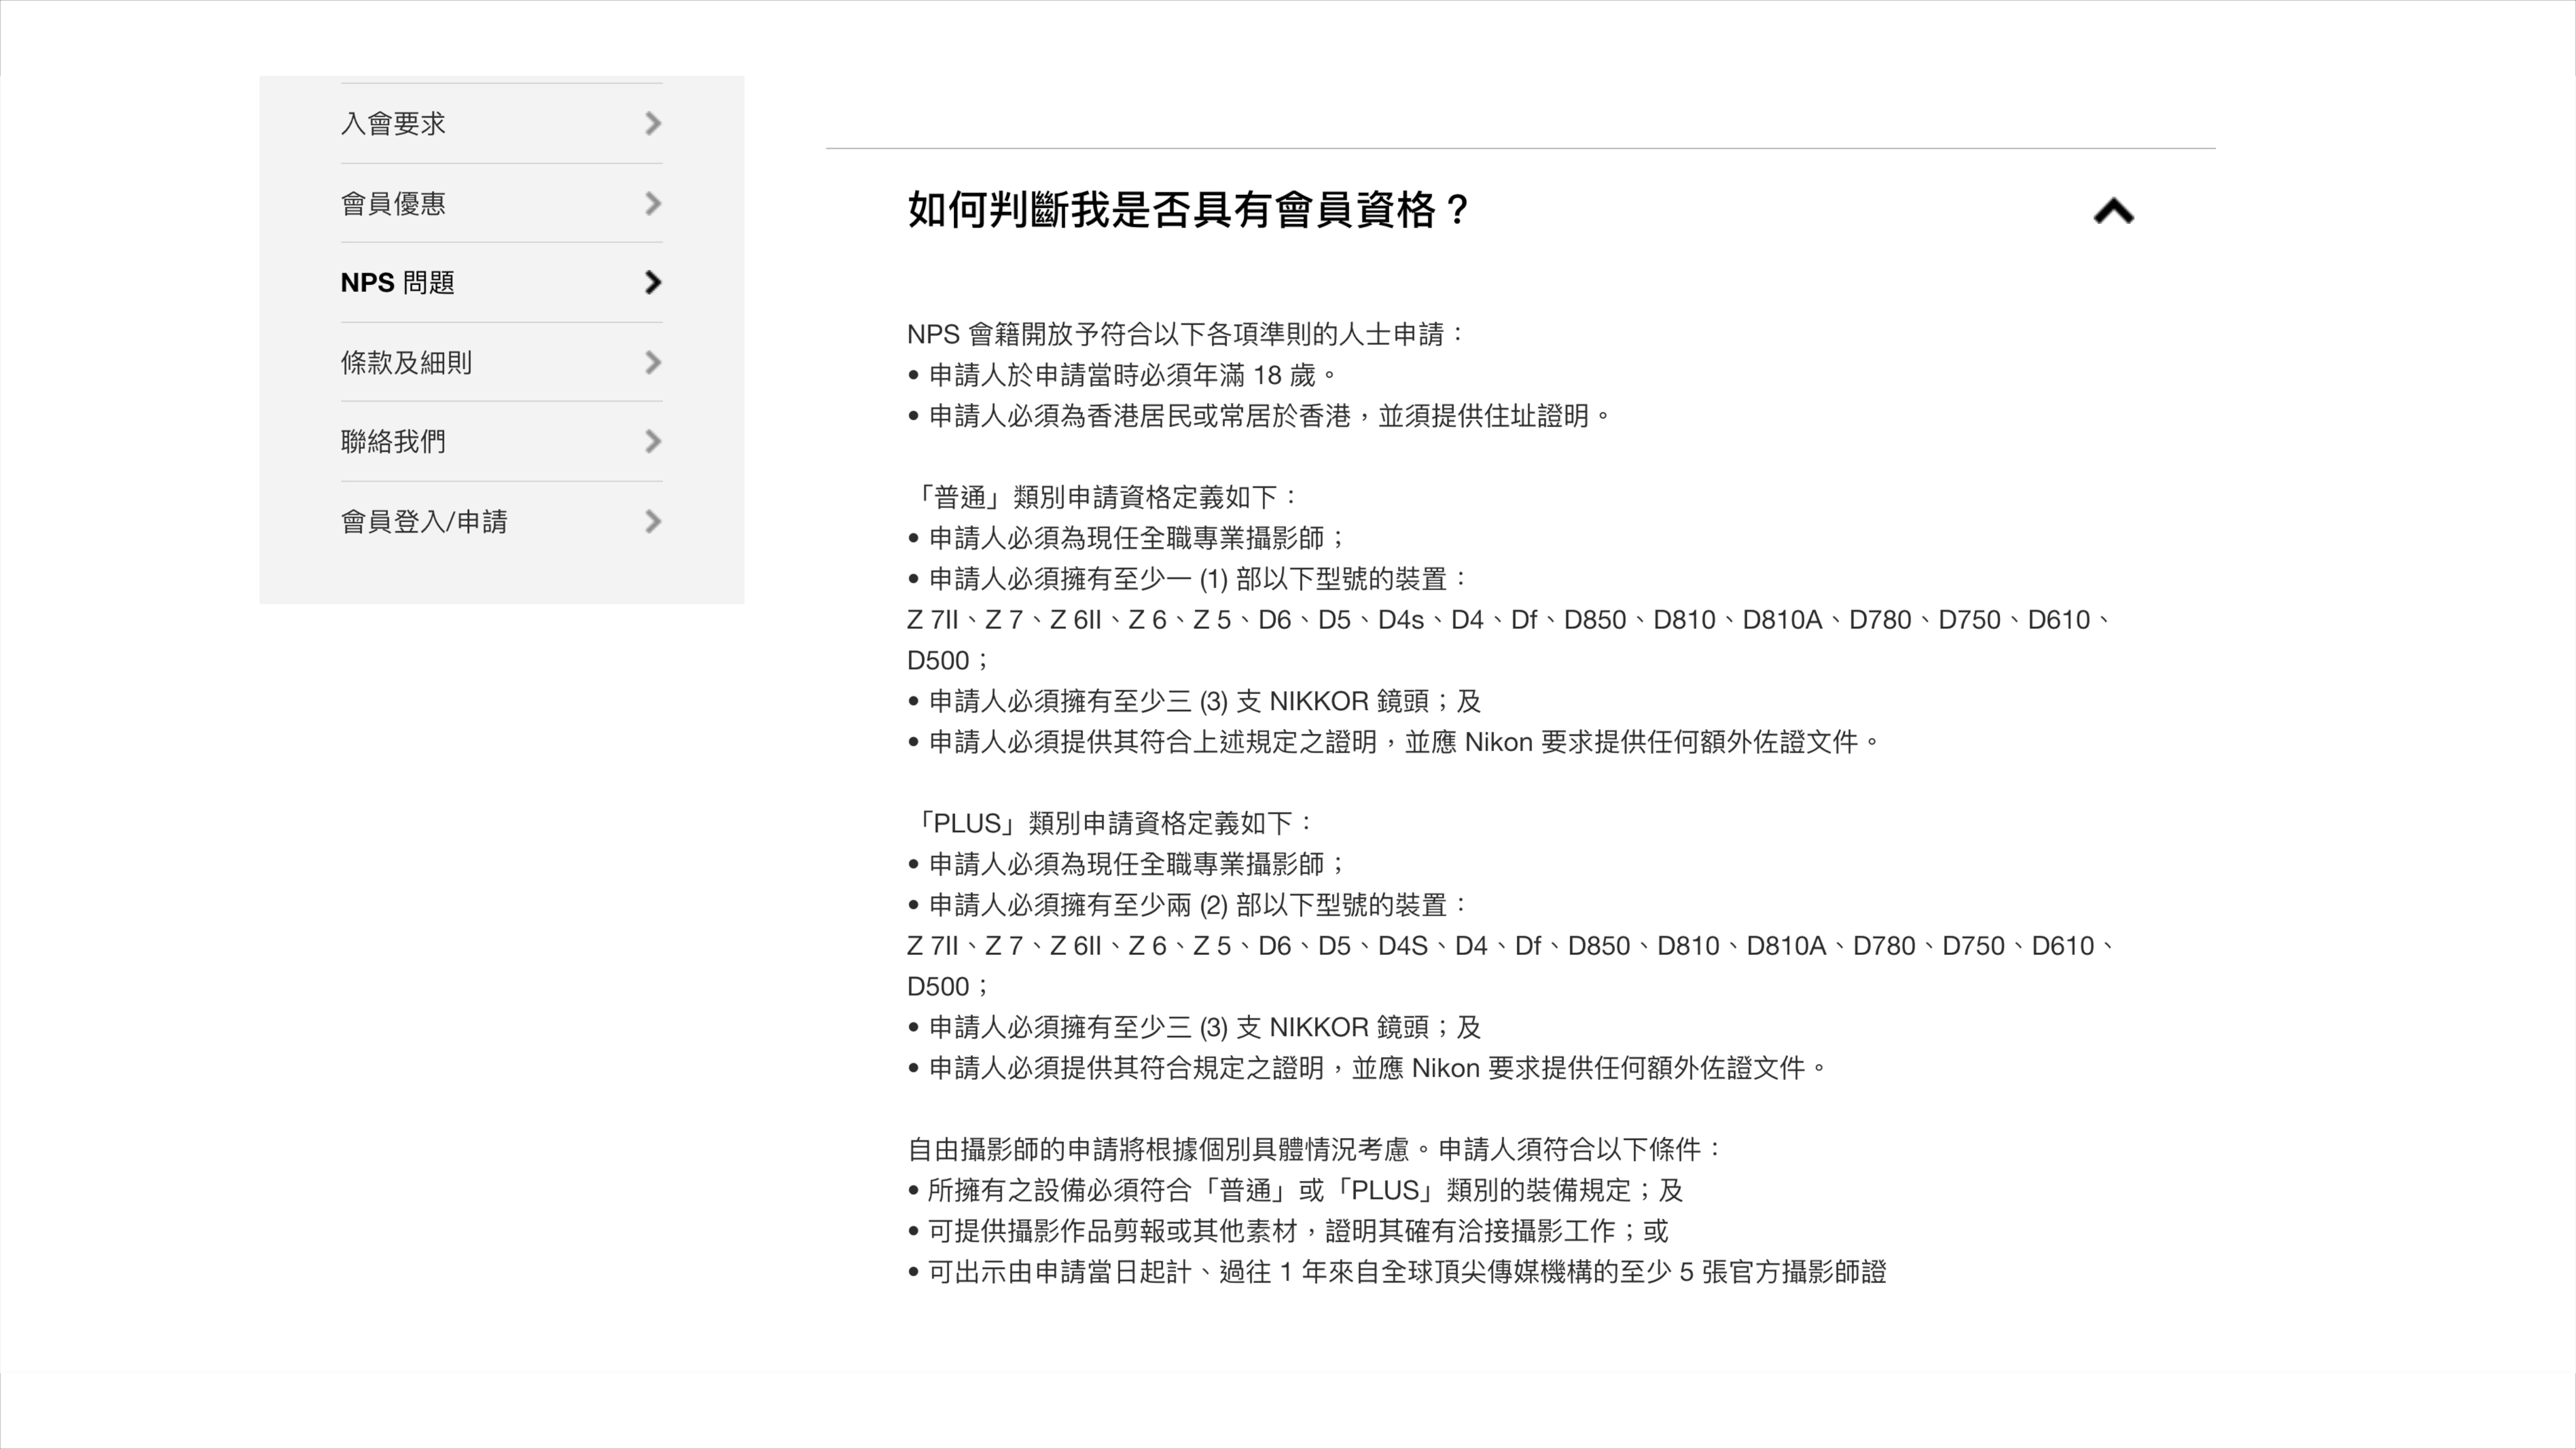 入會要求
會員優惠
NPS 問題
條款及細則
聯絡我們
會員登入/申請
如何判斷我是否具有會員資格？
NPS 會籍開放予符合以下各項準則的人士申請：
• 申請人於申請當時必須年滿 18 歲。
• 申請人必須為香港居民或常居於香港，並須提供住址證明。
「普通」類別申請資格定義如下：
• 申請人必須為現任全職專業攝影師；
• 申請人必須擁有至少一 (1) 部以下型號的裝置：
Z 7II、Z 7、Z 6II、Z 6、Z 5、D6、D5、D4s、D4、Df、D850、D810、D810A、D780、D750、D610、
D500；
• 申請人必須擁有至少三 (3) 支 NIKKOR 鏡頭；及
• 申請人必須提供其符合上述規定之證明，並應 Nikon 要求提供任何額外佐證文件。
「PLUS」類別申請資格定義如下：
• 申請人必須為現任全職專業攝影師；
• 申請人必須擁有至少兩 (2) 部以下型號的裝置：
Z 7II、Z 7、Z 6II、Z 6、Z 5、D6、D5、D4S、D4、Df、D850、D810、D810A、D780、D750、D610、
D500；
• 申請人必須擁有至少三 (3) 支 NIKKOR 鏡頭；及
• 申請人必須提供其符合規定之證明，並應 Nikon 要求提供任何額外佐證文件。
自由攝影師的申請將根據個別具體情況考慮。申請人須符合以下條件：
• 所擁有之設備必須符合「普通」或「PLUS」類別的裝備規定；及
• 可提供攝影作品剪報或其他素材，證明其確有洽接攝影工作；或
• 可出示由申請當日起計、過往 1 年來自全球頂尖傳媒機構的至少 5 張官方攝影師證